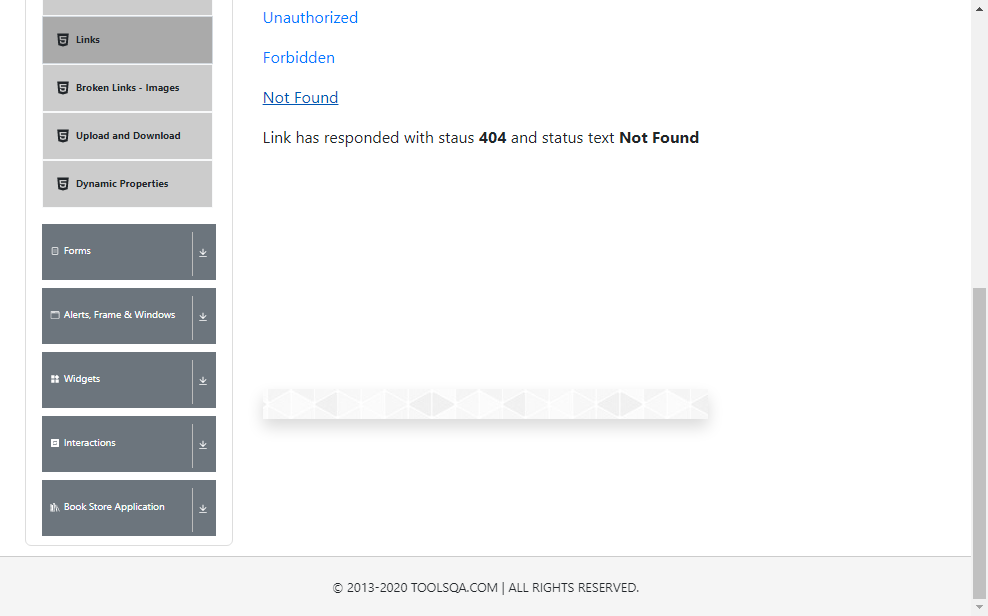 Links
Broken Links - Images
Upload and Download
Dynamic Properties
Forms
Alerts, Frame & Windows
Widgets
Interactions
Book Store Application
Unauthorized
Forbidden
Not Found
Link has responded with staus 404 and status text Not Found
© 2013-2020 TOOLSQA.COM | ALL RIGHTS RESERVED.